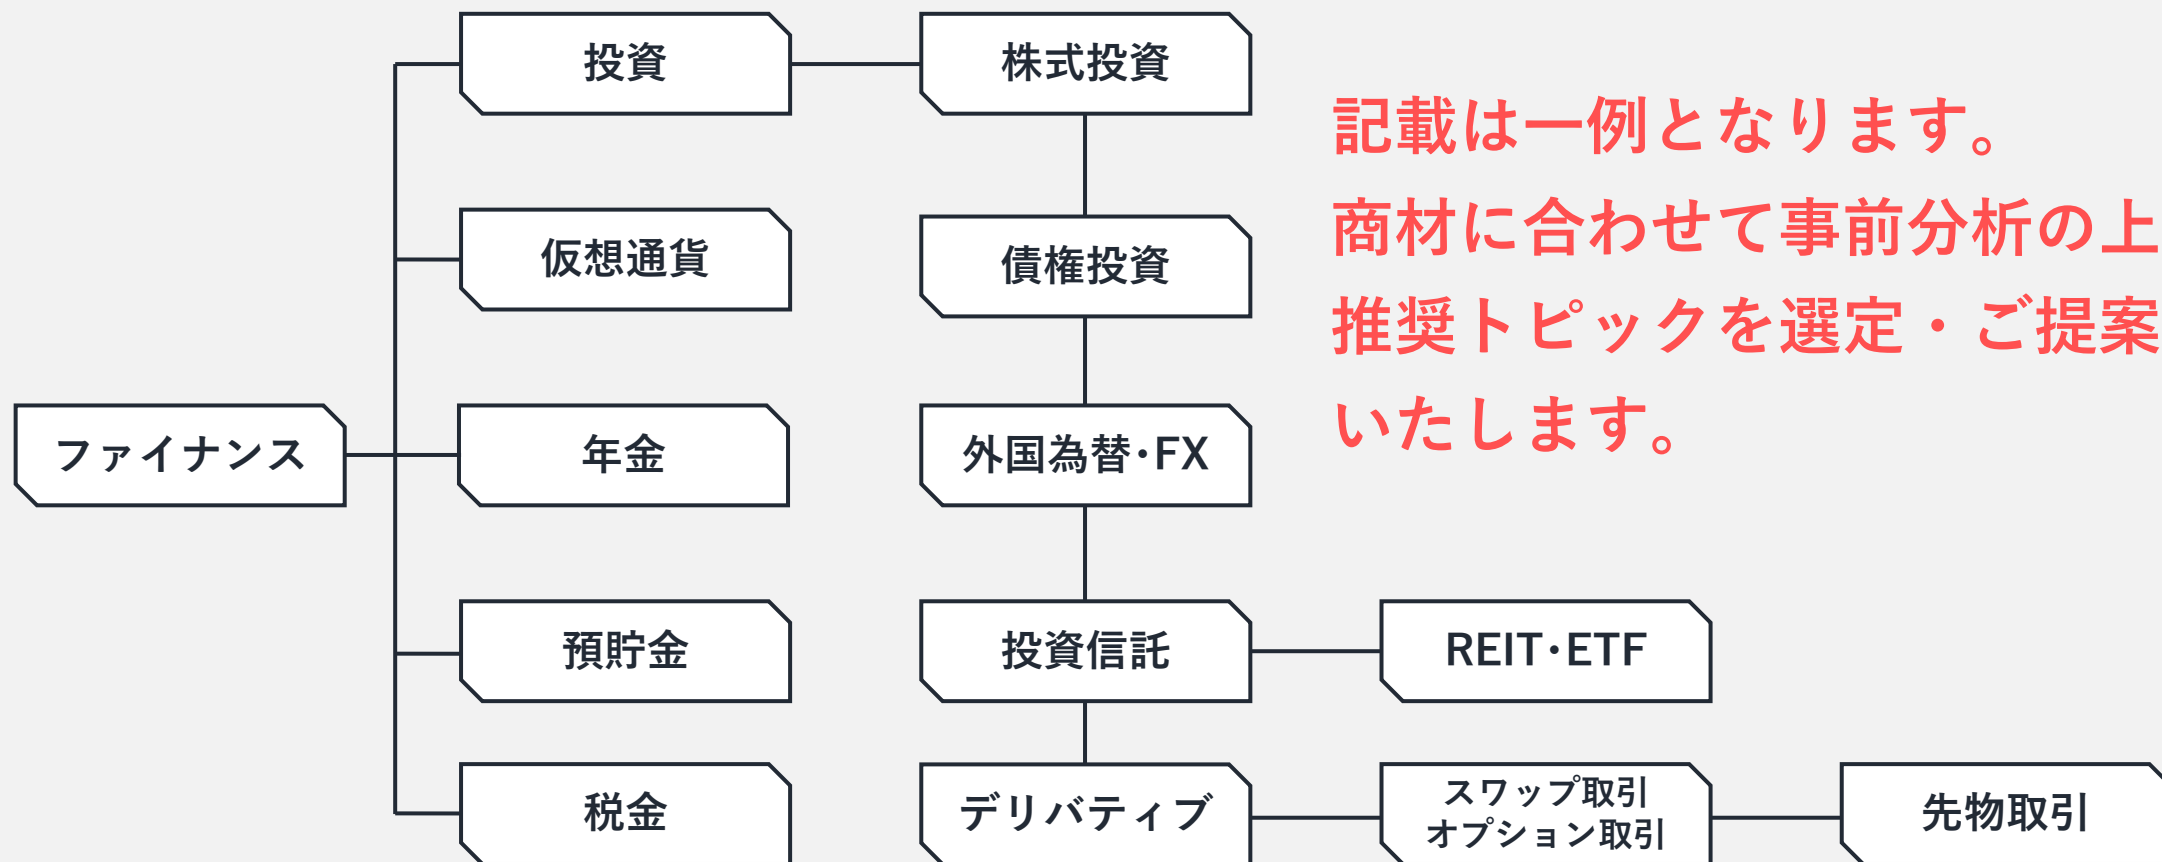 投資
株式投資
記載は一例となります。
商材に合わせて事前分析の上
推奨トピックを選定・ご提案
いたします。
仮想通貨
債権投資
ファイナンス
年金
外国為替・FX
預貯金
投資信託
REIT・ETF
税金
デリバティブ
スワップ取引
オプション取引
先物取引